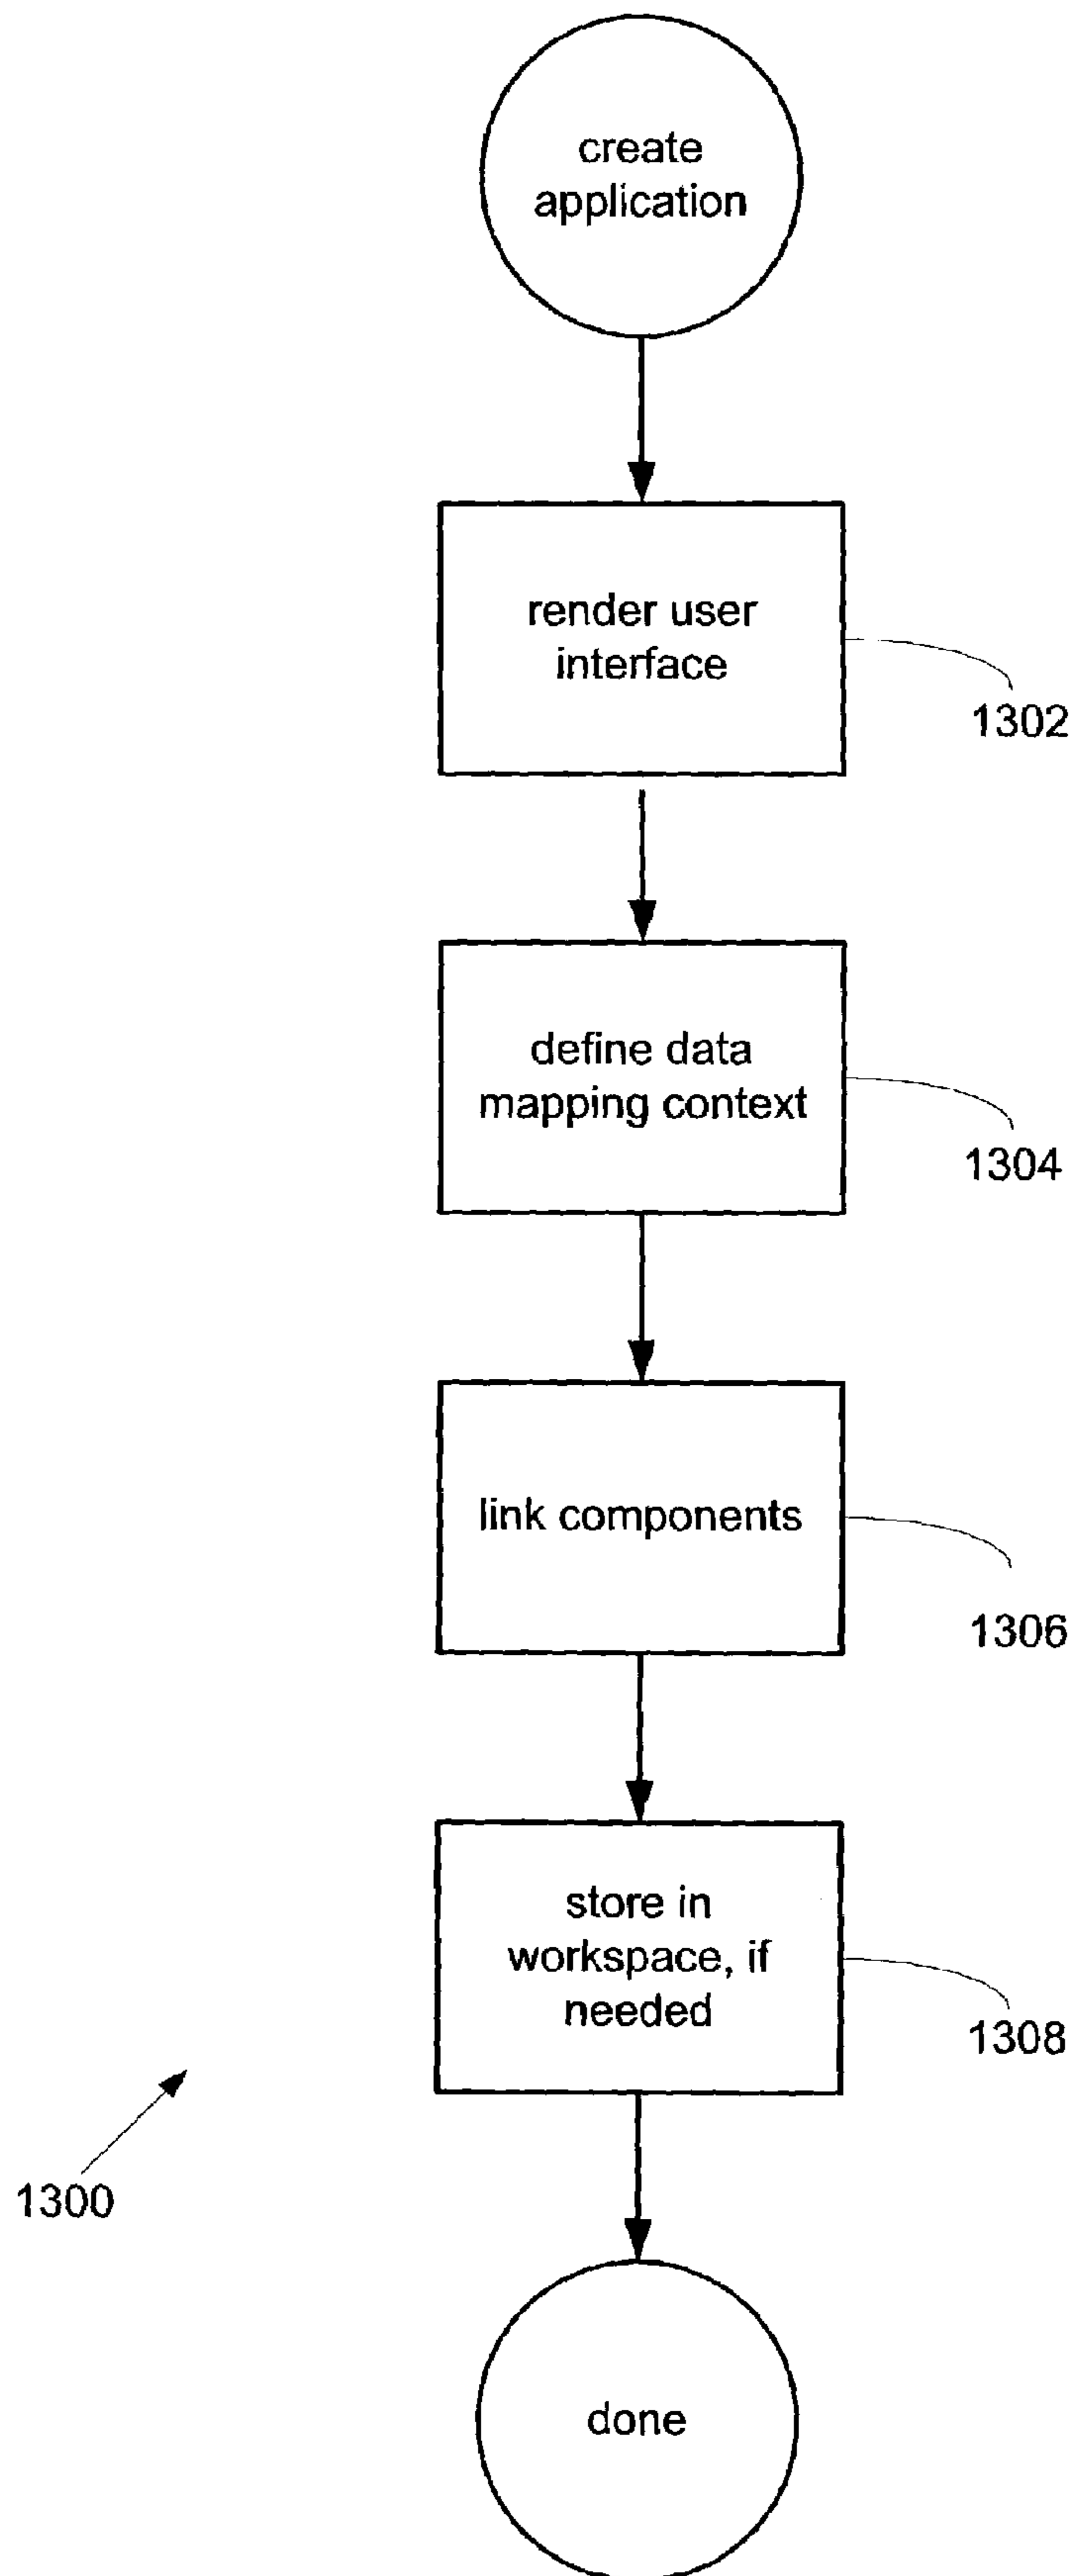 create
application
render user
interface
1302
define data
mapping context
1304
link components
1306
store in
workspace, if
needed
1308
1300
done